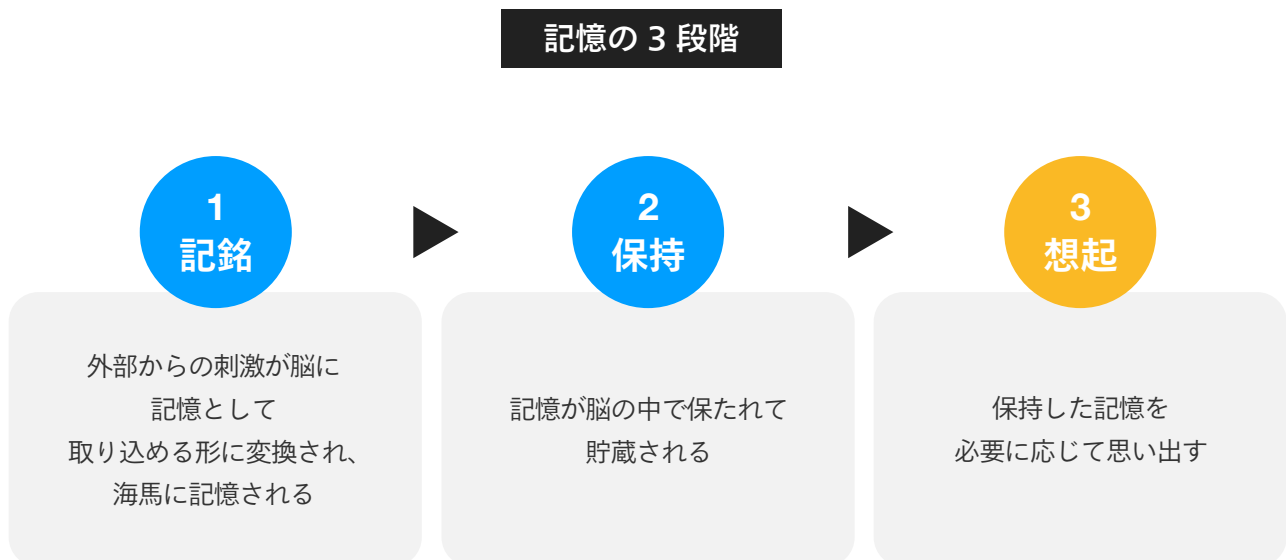 記憶の 3 段階
1
記銘
外部からの刺激が脳に
記憶として
取り込める形に変換され、
海馬に記憶される
2
保持
記憶が脳の中で保たれて
貯蔵される
3
想起
保持した記憶を
必要に応じて思い出す